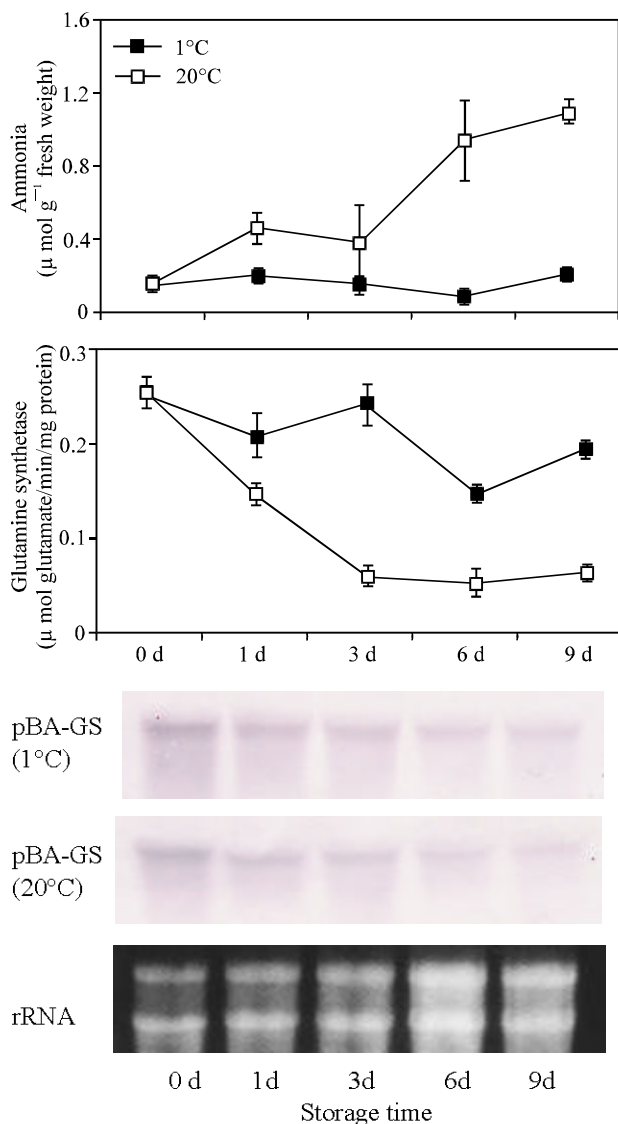 1.6
1.2
0.8
0.4
0
Ammonia
(μ mol g⁻¹ fresh weight)
1°C
20°C
0.3
0.2
0.1
0
Glutamine synthetase
(μ mol glutamate/min/mg protein)
0 d 1 d 3 d 6 d 9 d
pBA-GS
(1°C)
pBA-GS
(20°C)
rRNA
0 d 1d 3d 6d 9d
Storage time